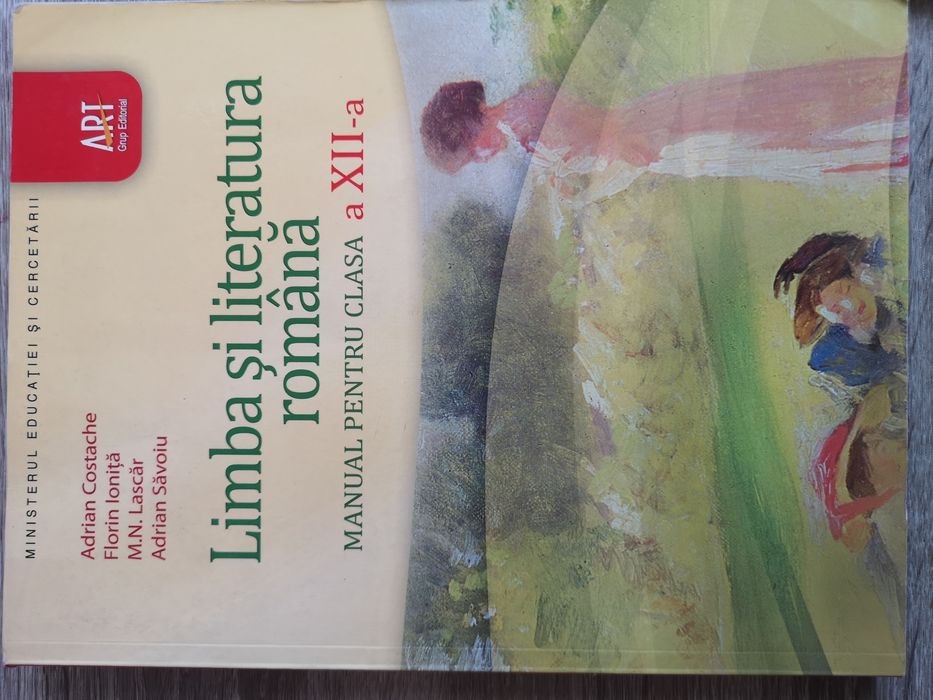 MINISTERUL EDUCAȚIEI ȘI CERCETĂRII
ART
Grup Editorial
Adrian Costache
Florin Ioniță
M.N. Lascăr
Adrian Săvoiu
Limba și literatura
română
MANUAL PENTRU CLASA a XII-a